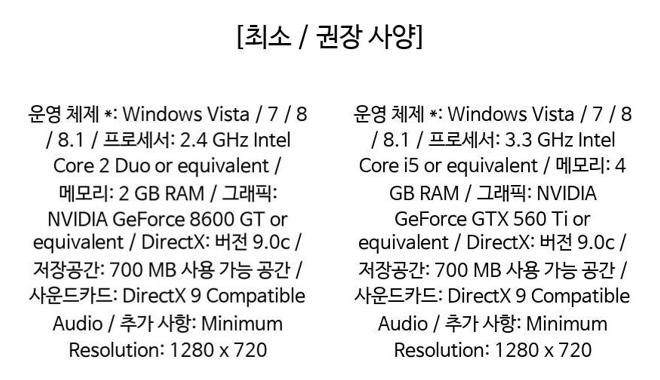 [최소 / 권장 사양]
운영 체제 *: Windows Vista / 7 / 8
/ 8.1 / 프로세서: 2.4 GHz Intel
Core 2 Duo or equivalent /
메모리: 2 GB RAM / 그래픽:
NVIDIA GeForce 8600 GT or
equivalent / DirectX: 버전 9.0c /
저장공간: 700 MB 사용 가능 공간 /
사운드카드: DirectX 9 Compatible
Audio / 추가 사항: Minimum
Resolution: 1280 x 720
운영 체제 *: Windows Vista / 7 / 8
/ 8.1 / 프로세서: 3.3 GHz Intel
Core i5 or equivalent / 메모리: 4
GB RAM / 그래픽: NVIDIA
GeForce GTX 560 Ti or
equivalent / DirectX: 버전 9.0c /
저장공간: 700 MB 사용 가능 공간 /
사운드카드: DirectX 9 Compatible
Audio / 추가 사항: Minimum
Resolution: 1280 x 720